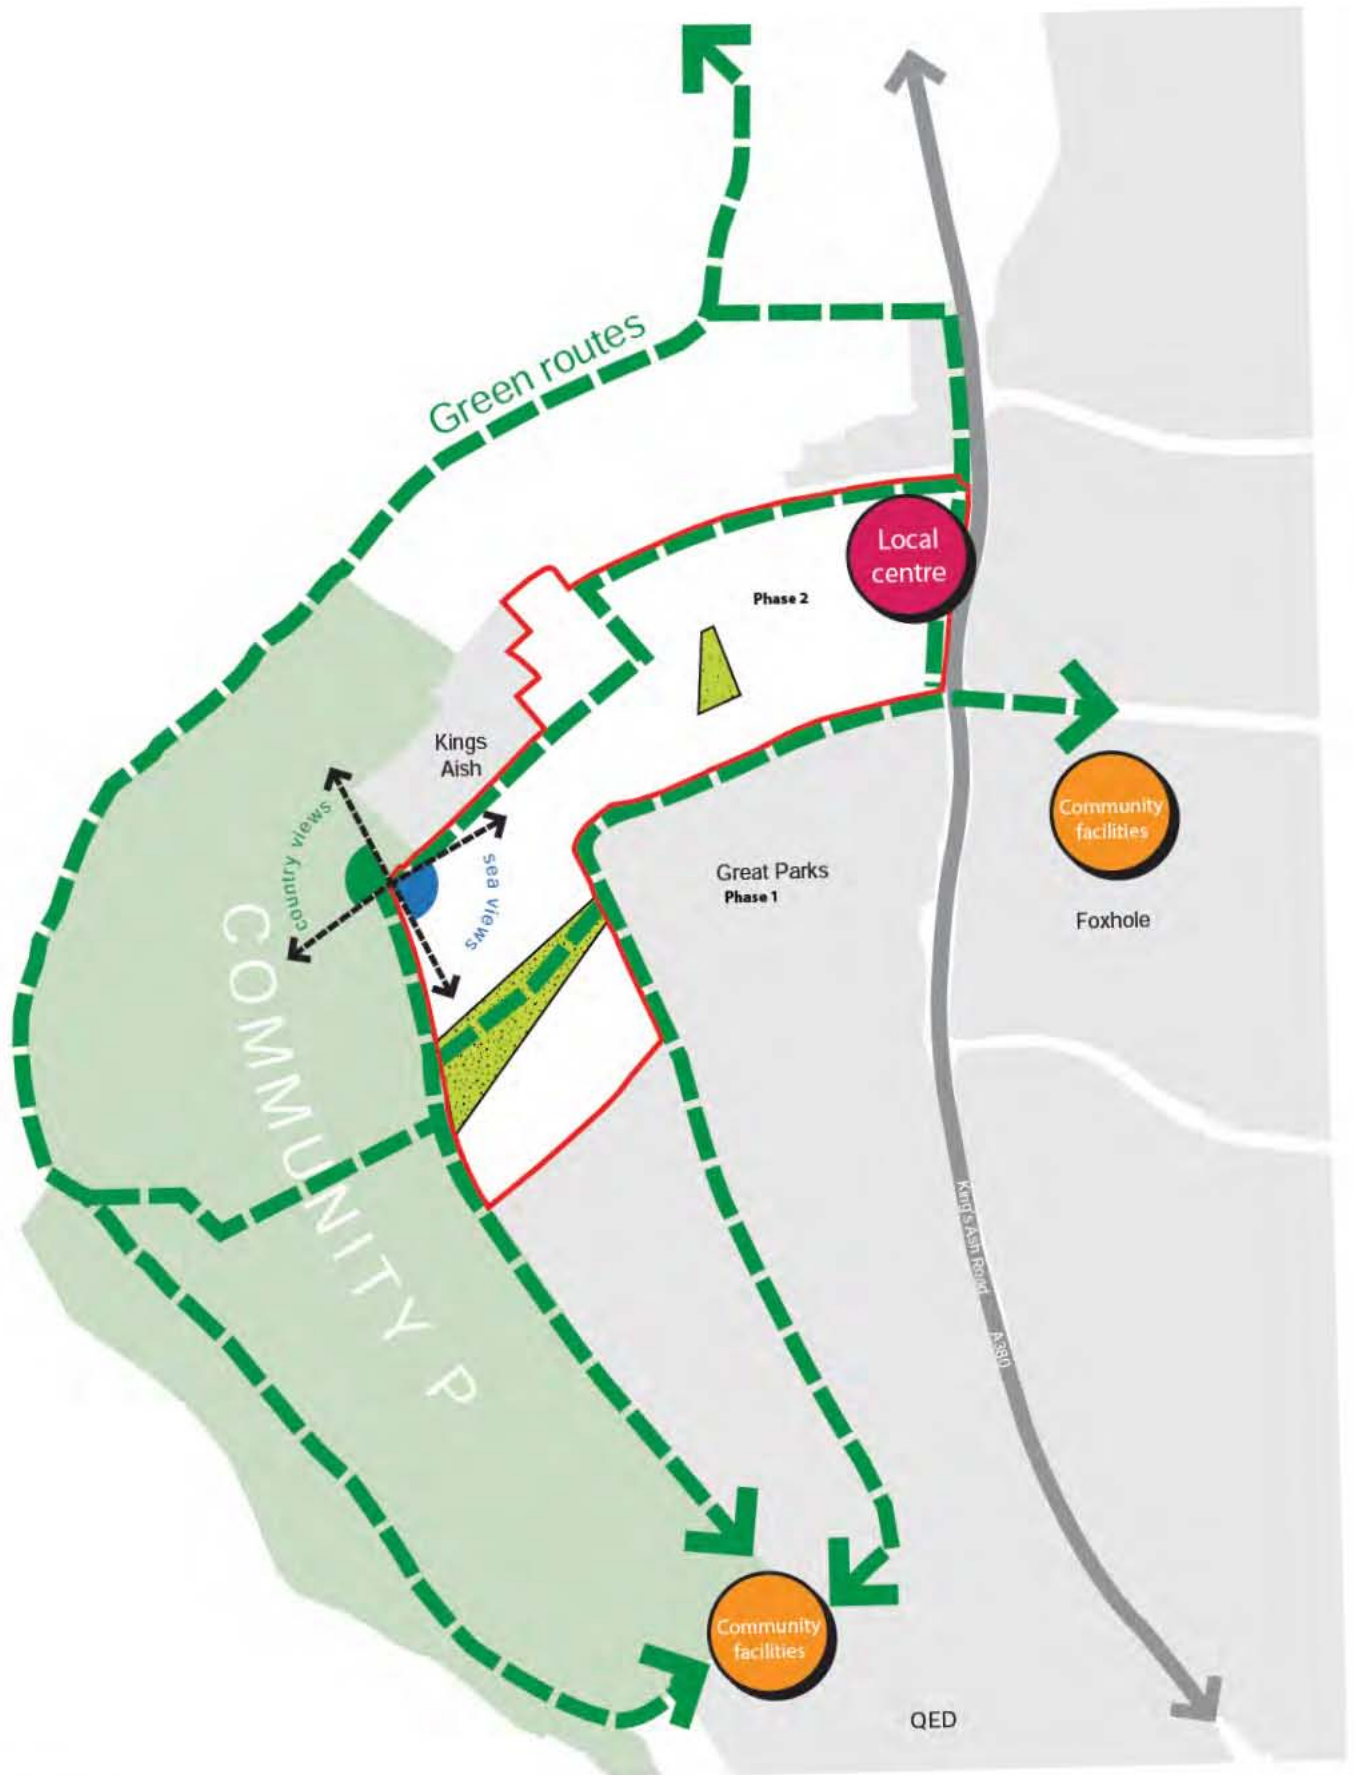 Green routes
Local
centre
Phase 2
Kings
Aish
country views
sea views
Community
facilities
Great Parks
Phase 1
Foxhole
COMMUNITY P
King's Ash Road
A380
Community
facilities
QED